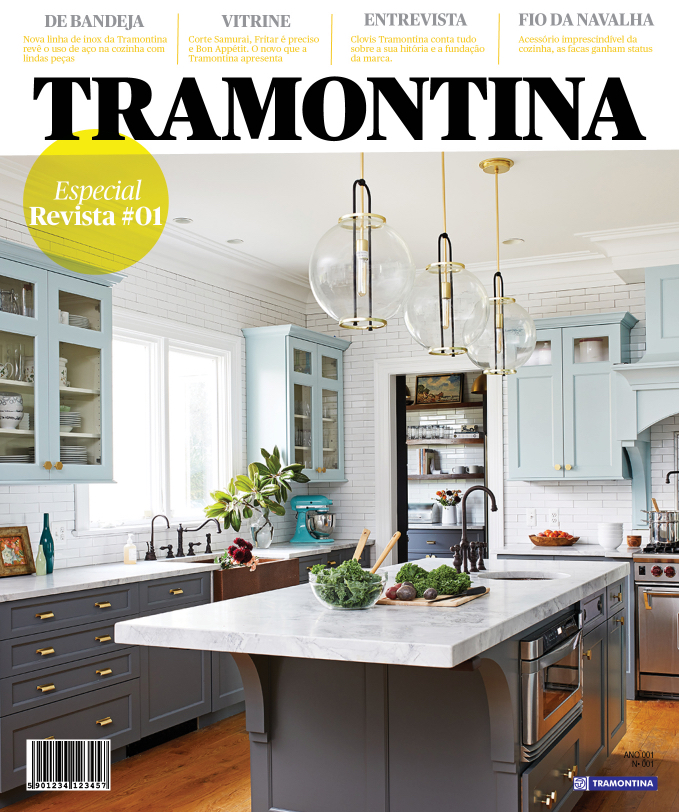 DE BANDEJA
Nova linha de inox da Tramontina
revê o uso de aço na cozinha com
lindas peças
VITRINE
Corte Samurai, Fritar é preciso
e Bon Appétit. O novo que a
Tramontina apresenta
ENTREVISTA
Clovis Tramontina conta tudo
sobre a sua hitória e a fundação
da marca.
FIO DA NAVALHA
Acessório imprescindível da
cozinha, as facas ganham status
TRAMONTINA
Especial
Revista #01
5 901234 123457
ANO 001
N• 001
TRAMONTINA